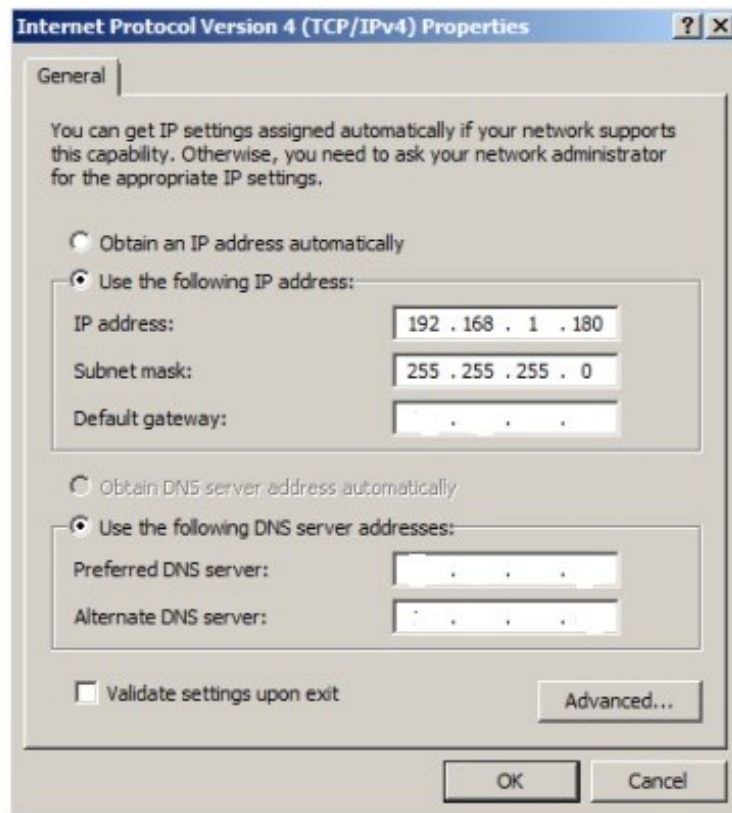 Internet Protocol Version 4 (TCP/IPv4) Properties
General
You can get IP settings assigned automatically if your network supports
this capability. Otherwise, you need to ask your network administrator
for the appropriate IP settings.
Obtain an IP address automatically
Use the following IP address:
IP address: 192 . 168 . 1 . 180
Subnet mask: 255 . 255 . 255 . 0
Default gateway: . . .
Obtain DNS server address automatically
Use the following DNS server addresses:
Preferred DNS server: . . .
Alternate DNS server: . . .
Validate settings upon exit
Advanced...
OK Cancel